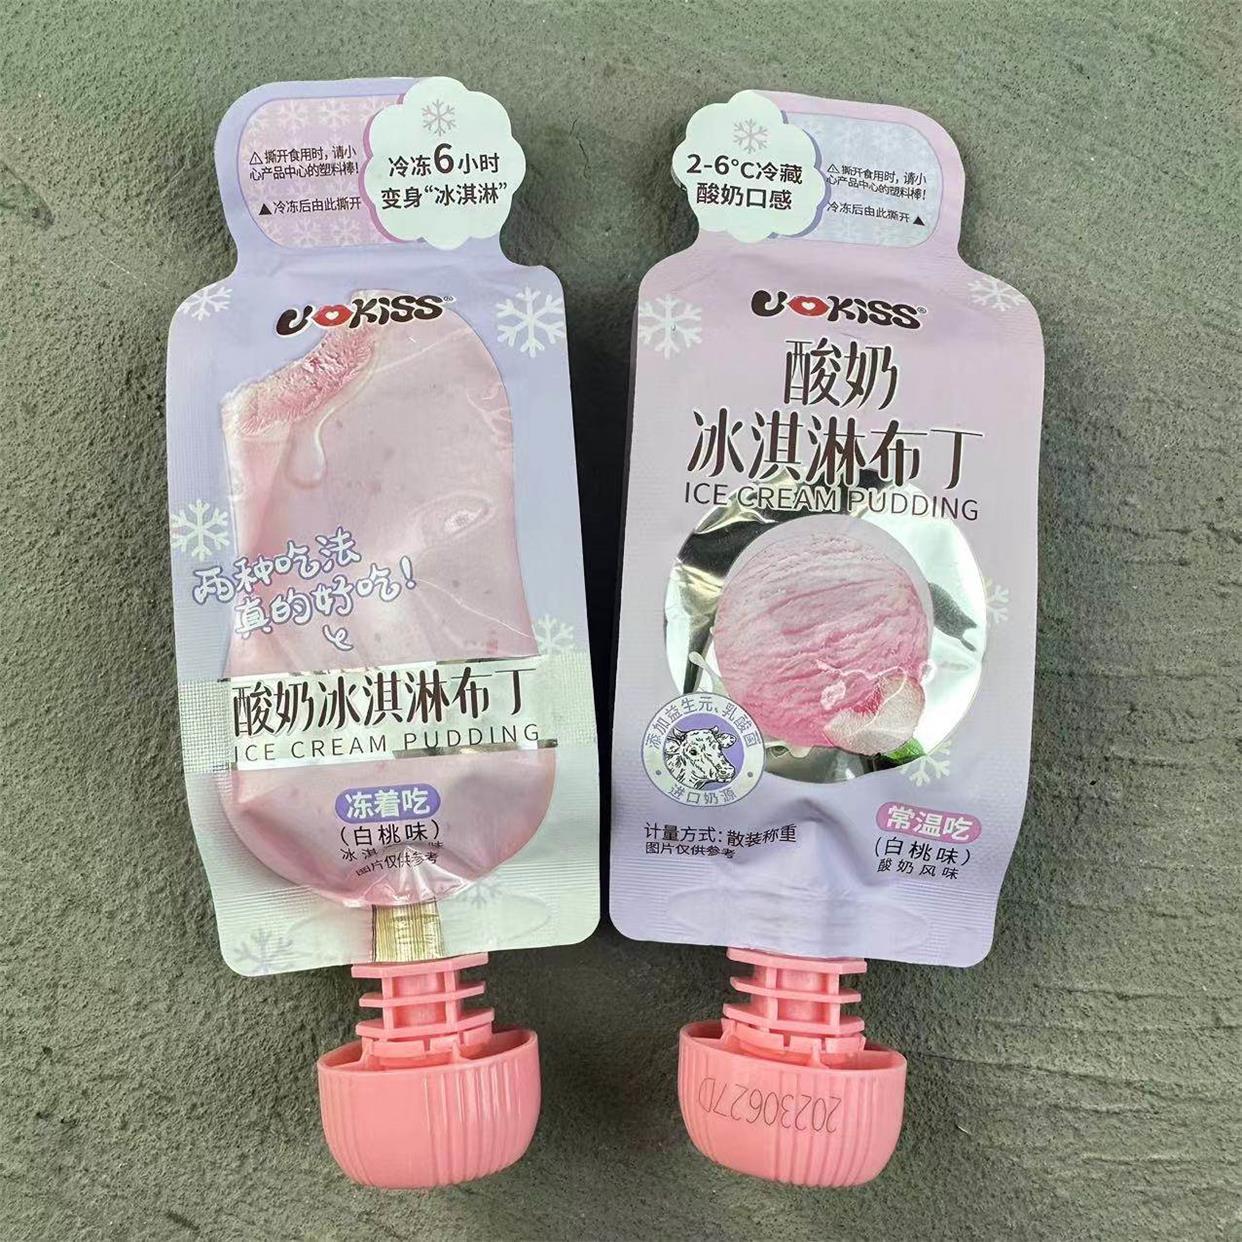 ⚠撕开食用时,请小
心产品中心的塑料棒!
▲冷冻后由此撕开
冷冻6小时
变身“冰淇淋”
UOKiSS®
两种吃法
真的好吃!
酸奶冰淇淋布丁
ICE CREAM PUDDING
冻着吃
(白桃味)
冰淇 味
图片仅供参考
2-6°C冷藏
酸奶口感
⚠撕开食用时,请小
心产品中心的塑料棒!
冷冻后由此撕开▲
UOKiSS®
酸奶
冰淇淋布丁
ICE CREAM PUDDING
添加益生元、乳酸菌
·进口奶源·
计量方式:散装称重
图片仅供参考
常温吃
(白桃味)
酸奶风味
20230627D